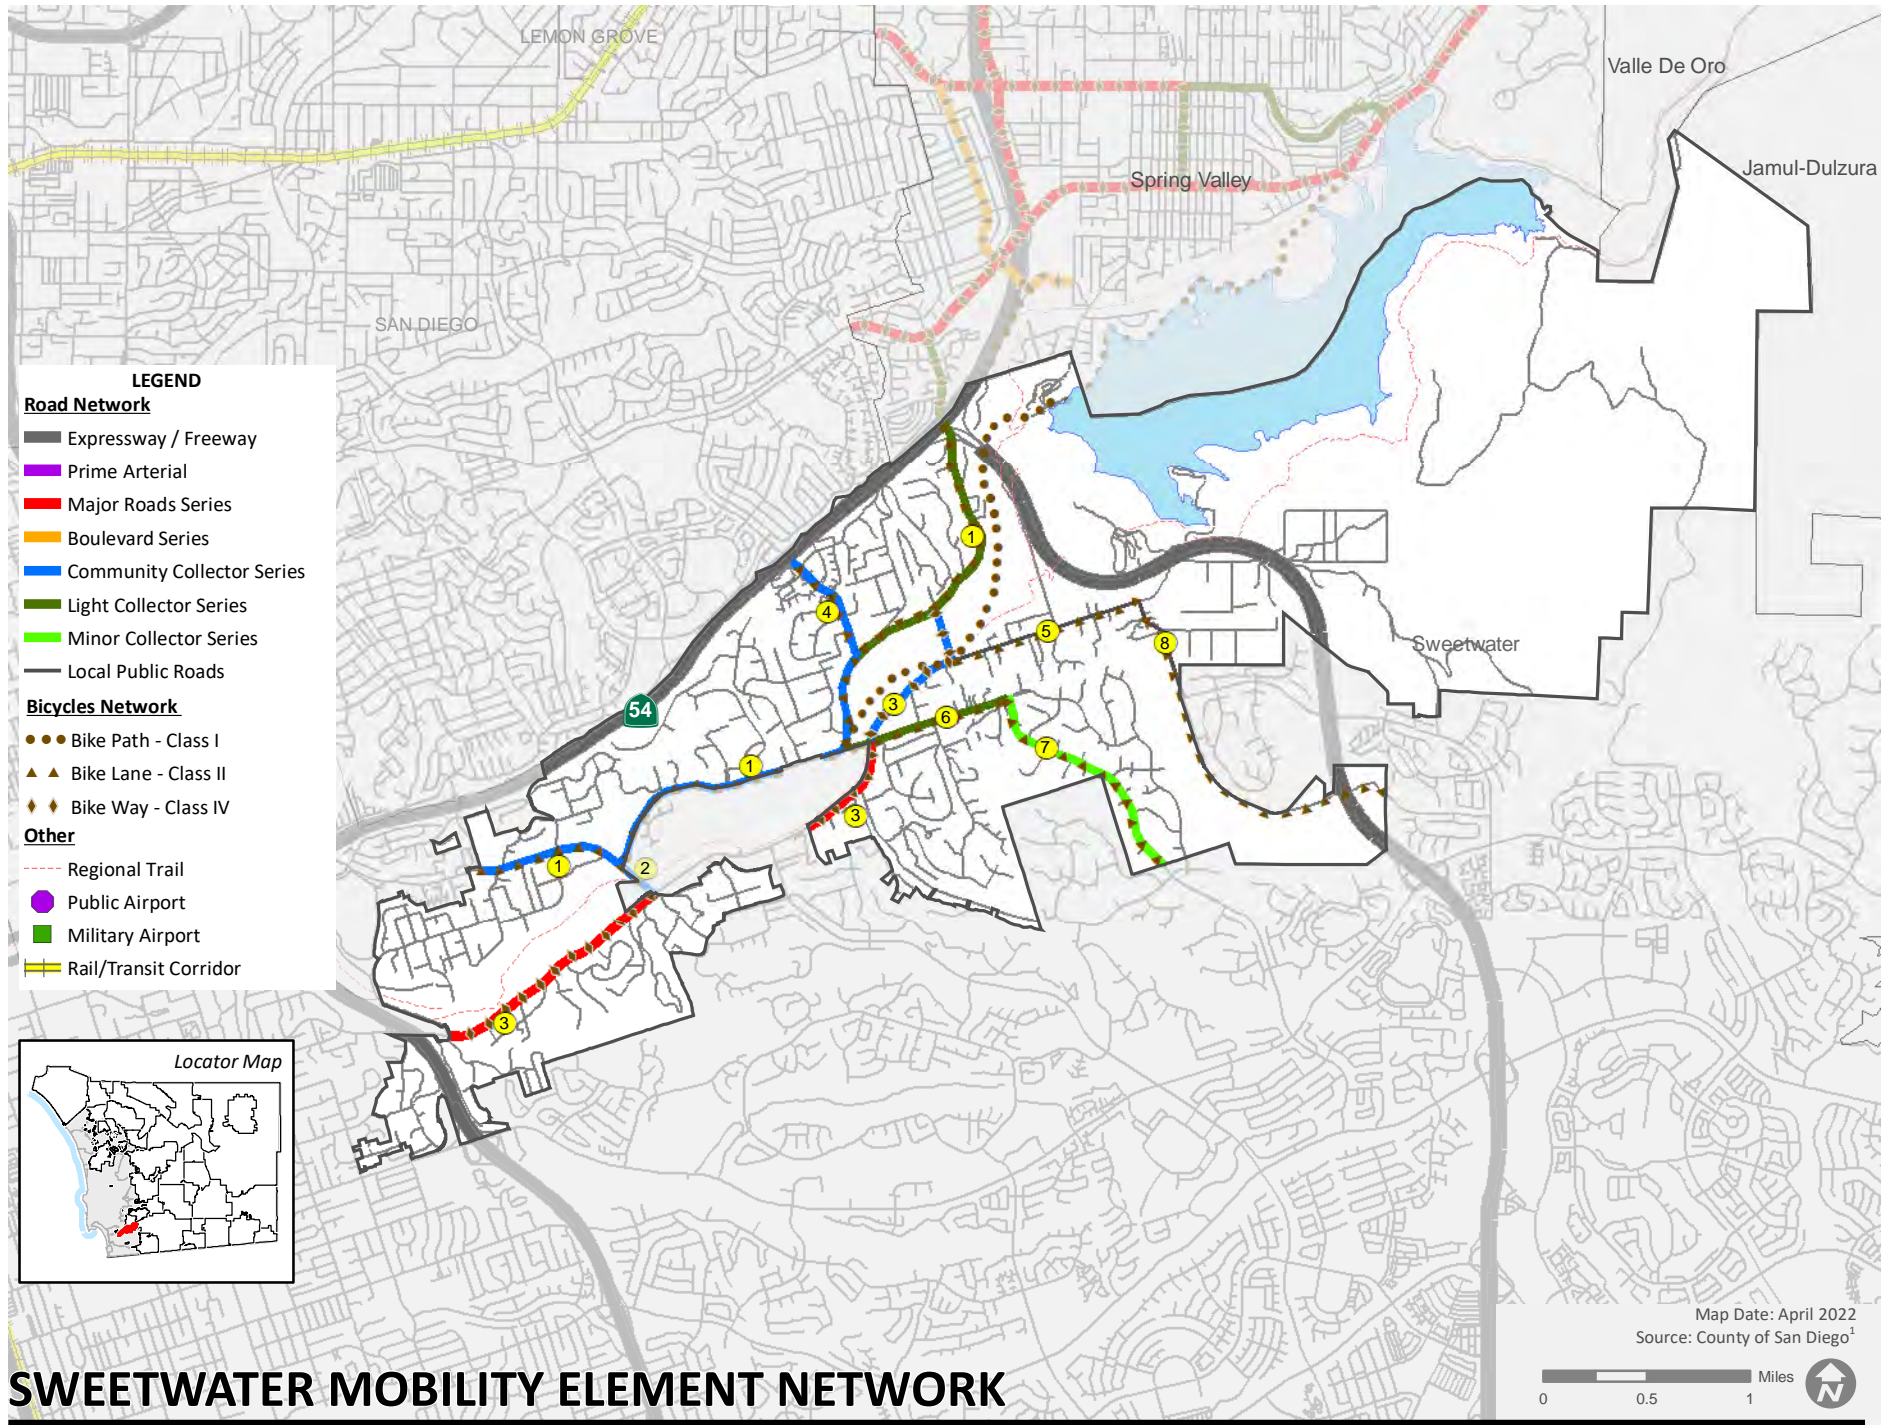 LEMON GROVE
Valle De Oro
Jamul-Dulzura
Spring Valley
SAN DIEGO
LEGEND
Road Network
Expressway / Freeway
Prime Arterial
Major Roads Series
Boulevard Series
Community Collector Series
Light Collector Series
Minor Collector Series
Local Public Roads
Bicycles Network
Bike Path - Class I
Bike Lane - Class II
Bike Way - Class IV
Other
Regional Trail
Public Airport
Military Airport
Rail/Transit Corridor
1
4
5
8
Sweetwater
54
3
6
7
1
3
1
2
3
Locator Map
Map Date: April 2022
Source: County of San Diego1
Miles
0 0.5 1
N
SWEETWATER MOBILITY ELEMENT NETWORK